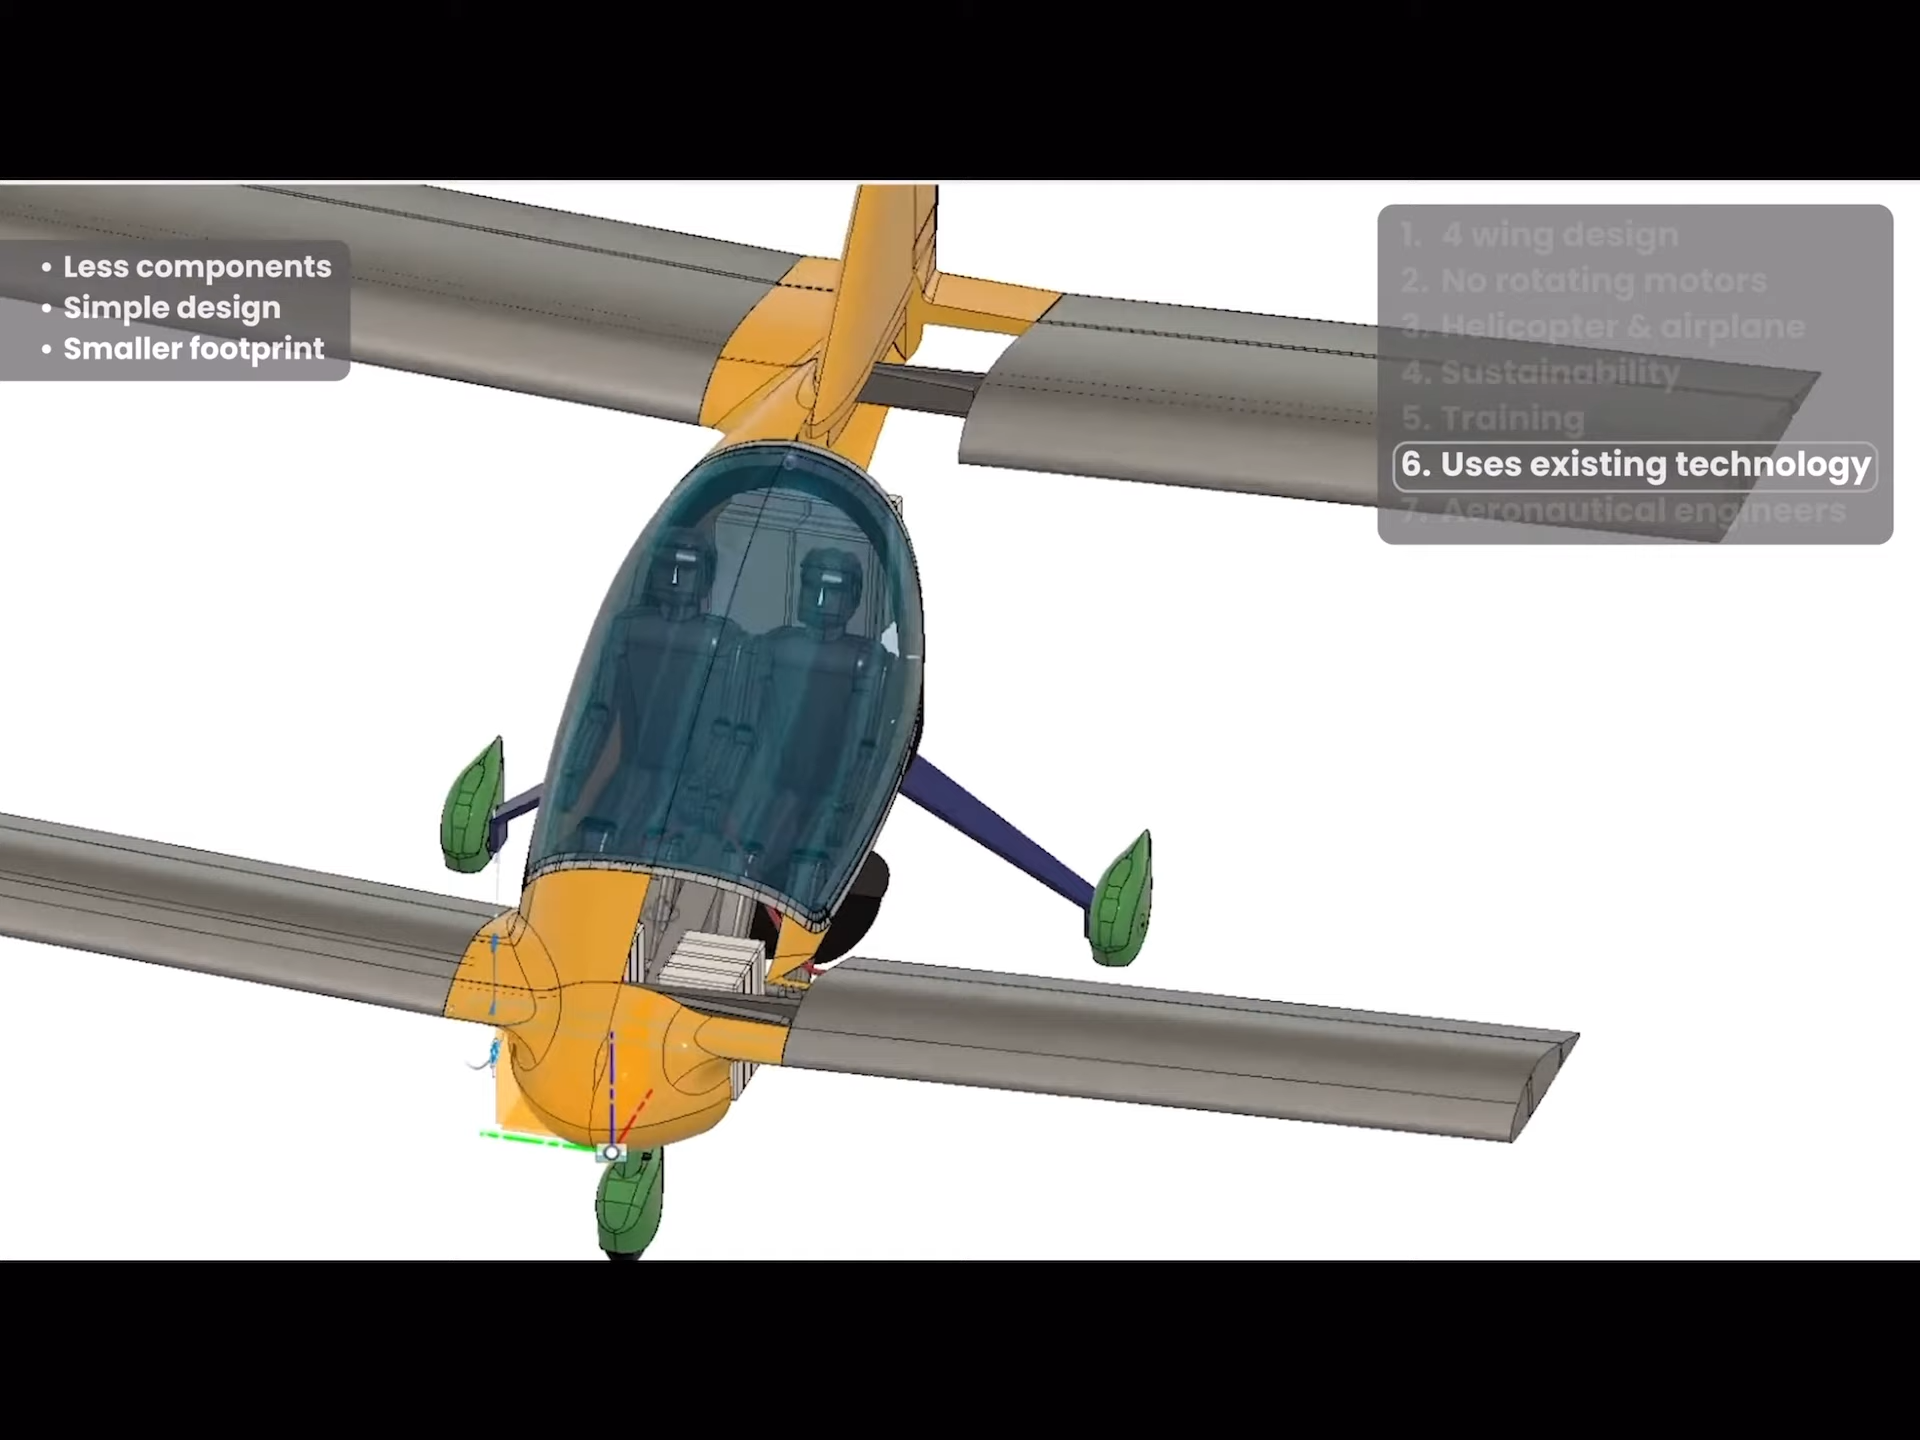 • Less components
• Simple design
• Smaller footprint
1. 4 wing design
2. No rotating motors
3. Helicopter & airplane
4. Sustainability
5. Training
6. Uses existing technology
7. Aeronautical engineers